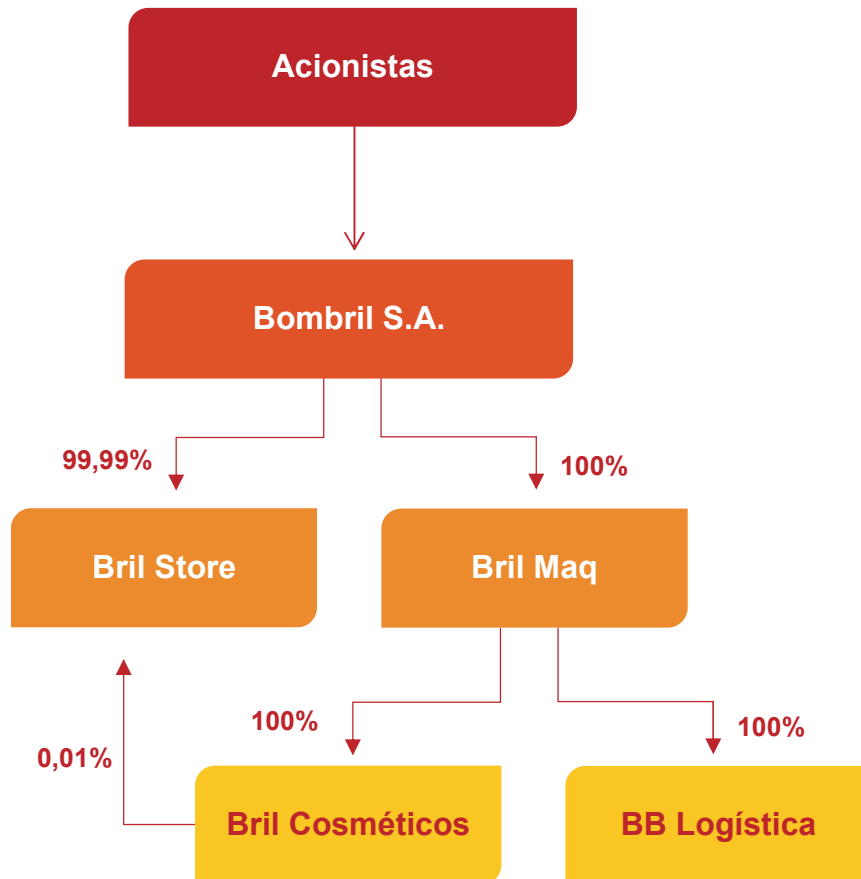 Acionistas
Bombril S.A.
99,99%
100%
Bril Store
Bril Maq
100%
100%
0,01%
Bril Cosméticos
BB Logística